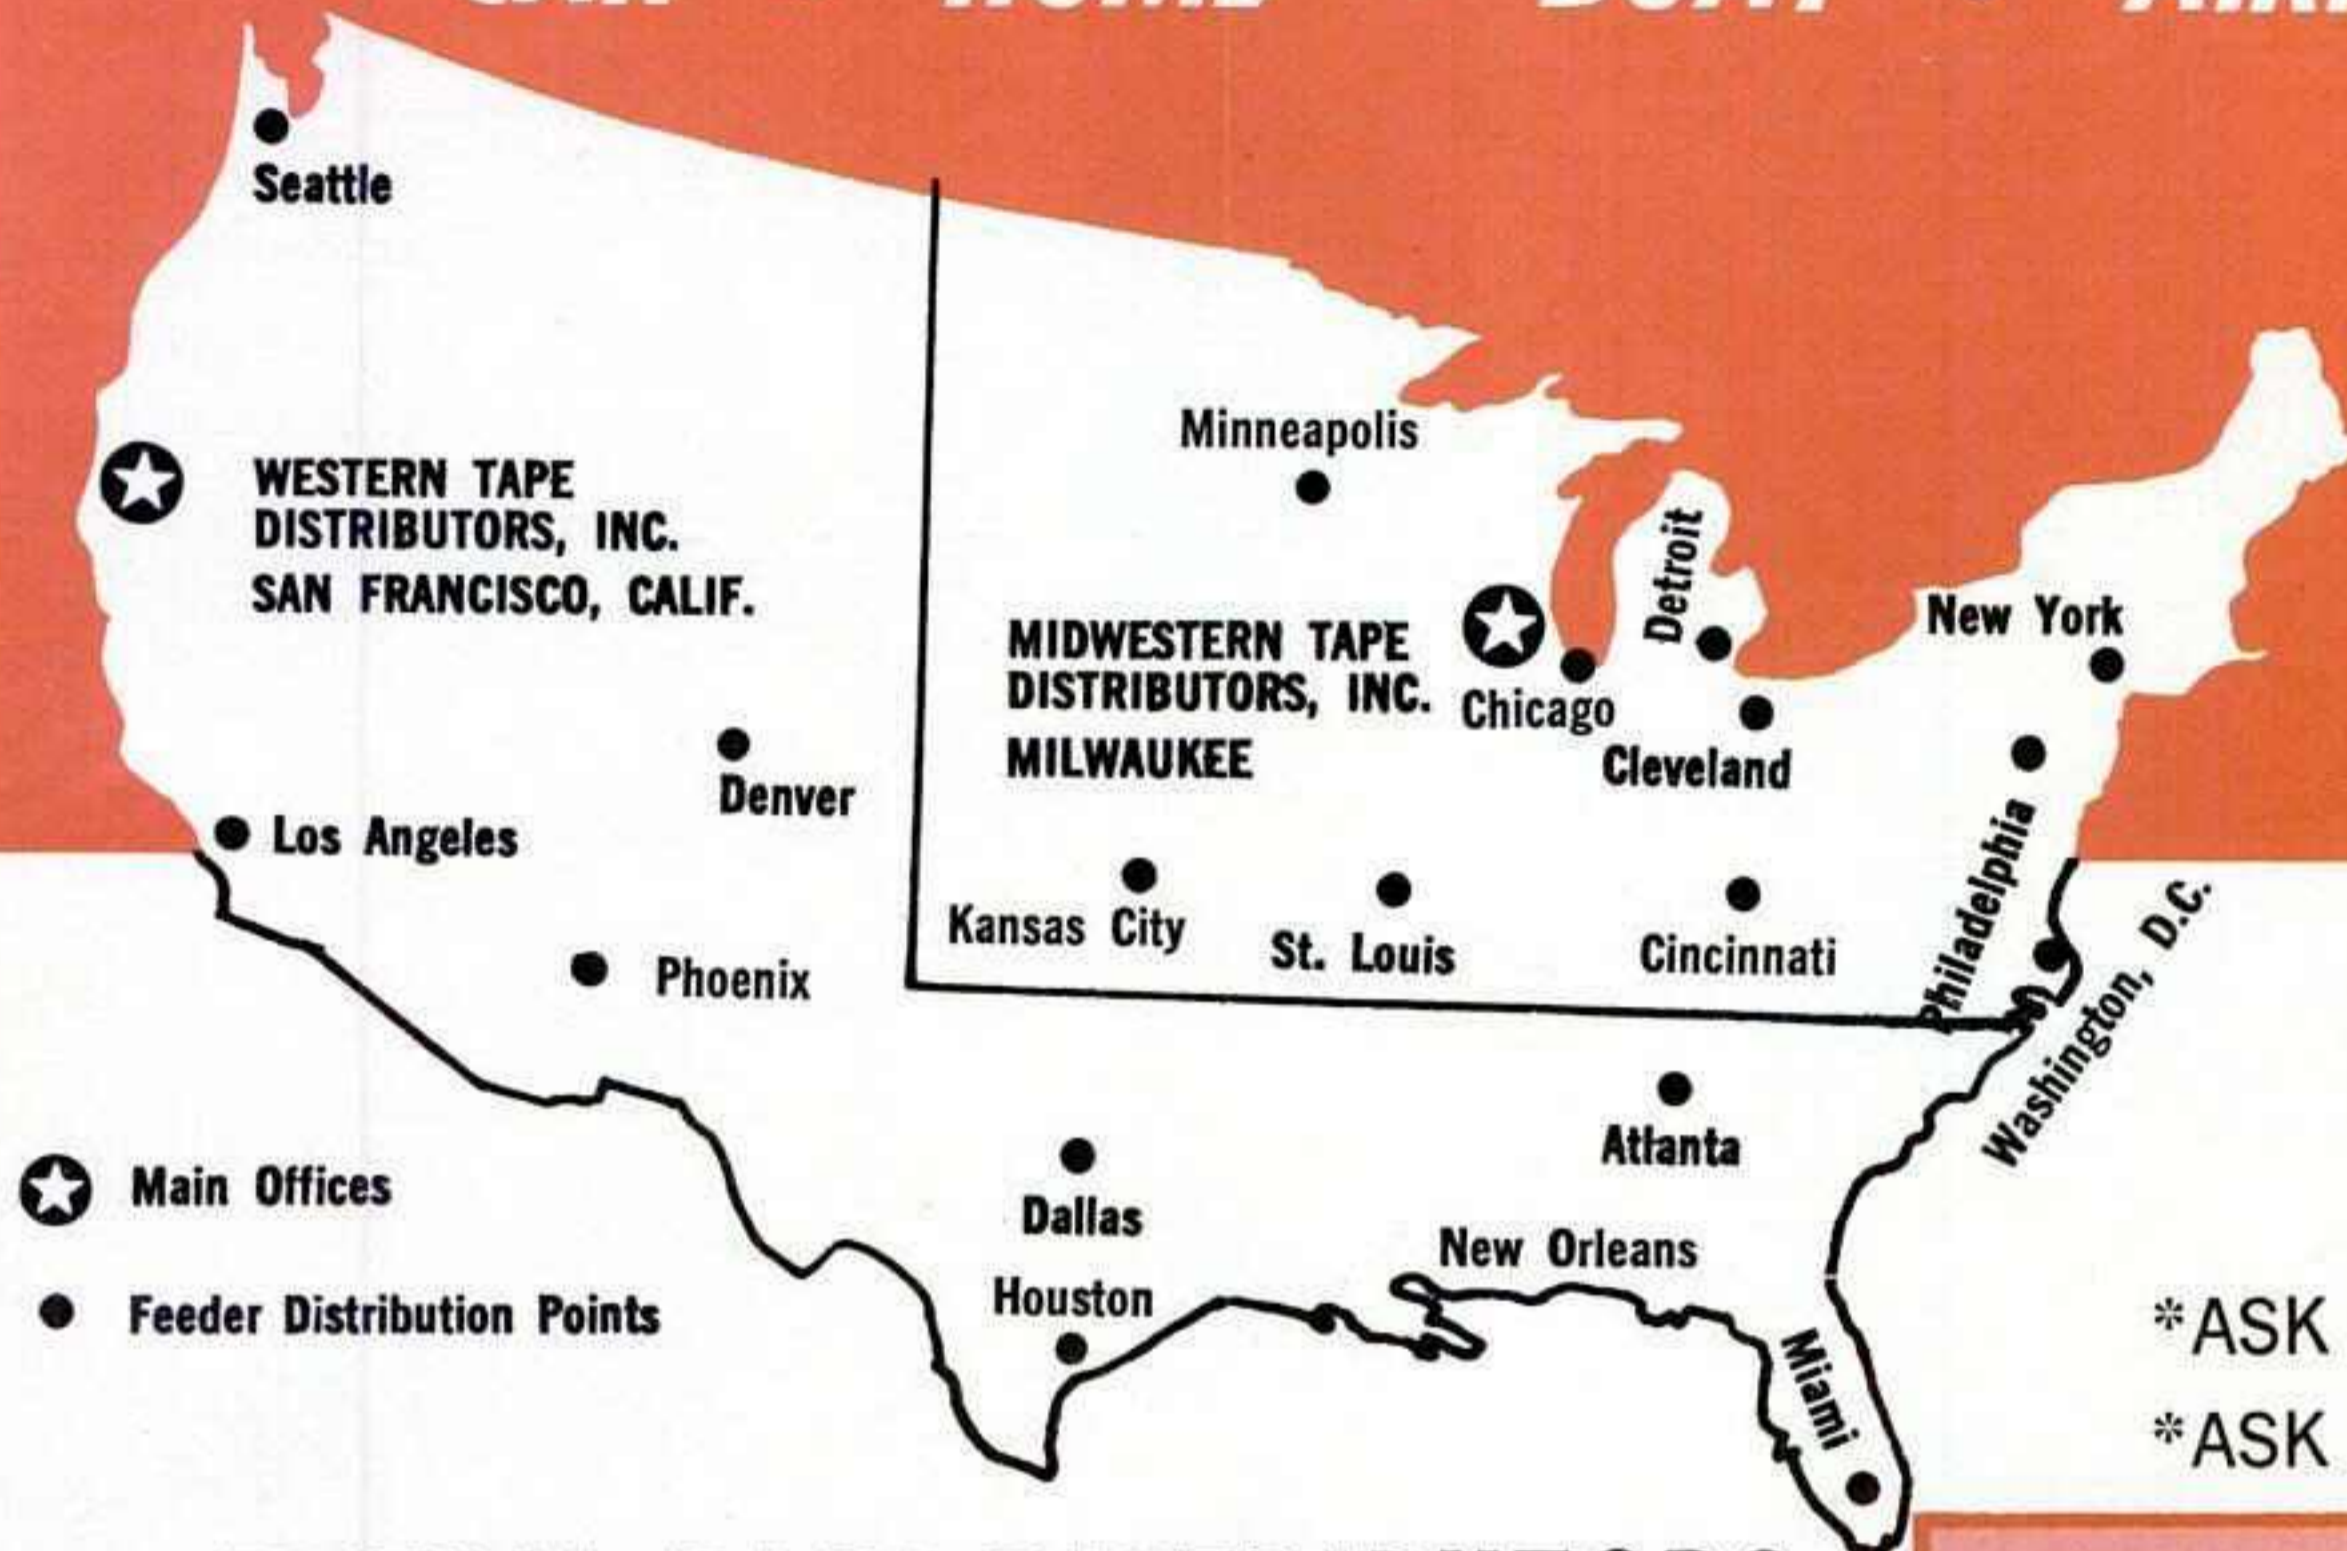 Seattle
WESTERN TAPE
DISTRIBUTORS, INC.
SAN FRANCISCO, CALIF.
Minneapolis
Detroit
New York
MIDWESTERN TAPE
DISTRIBUTORS, INC.
MILWAUKEE
Chicago
Cleveland
Denver
Los Angeles
Philadelphia
Kansas City
St. Louis
Cincinnati
Phoenix
Washington, D.C.
Atlanta
Main Offices
Dallas
New Orleans
Houston
Feeder Distribution Points
Miami
*ASK
*ASK